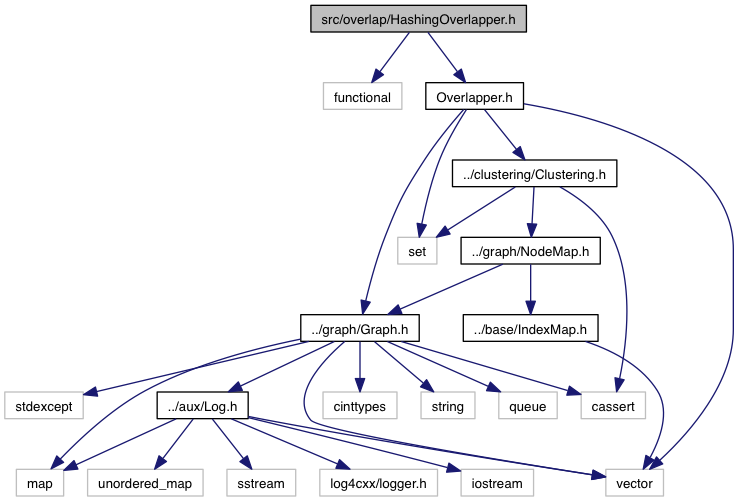 src/overlap/HashingOverlapper.h
functional
Overlapper.h
../clustering/Clustering.h
set
../graph/NodeMap.h
../graph/Graph.h
../base/IndexMap.h
stdexcept
../aux/Log.h
cinttypes
string
queue
cassert
map
unordered_map
sstream
log4cxx/logger.h
iostream
vector